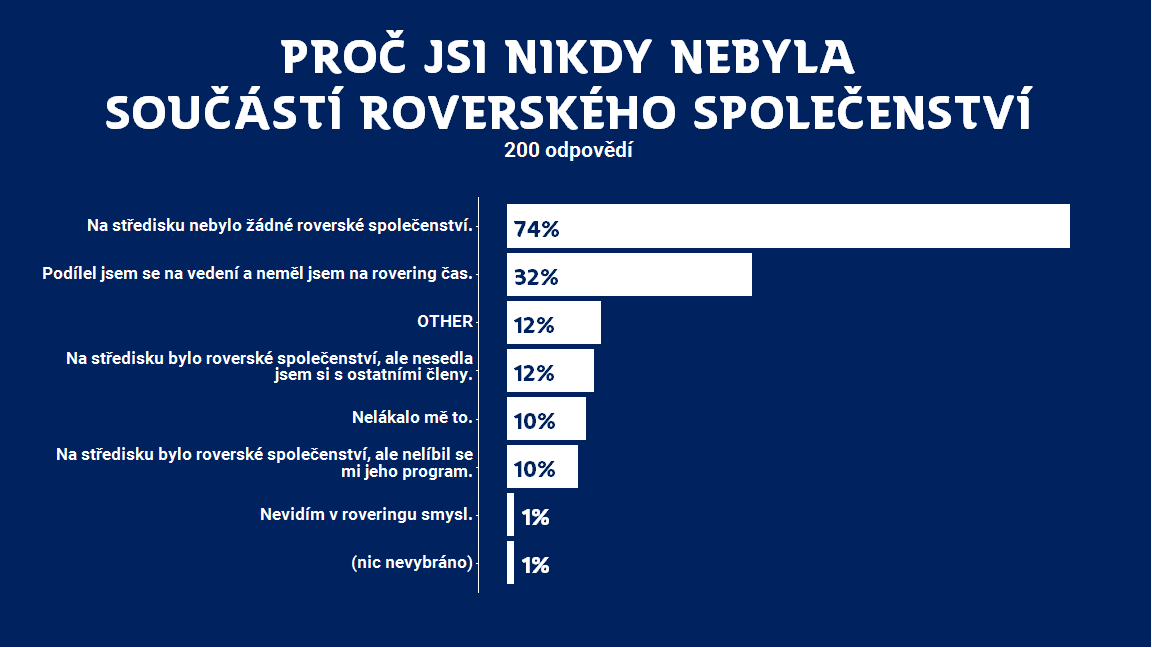 PROČ JSI NIKDY NEBYLA
SOUČÁSTÍ ROVERSKÉHO SPOLEČENSTVÍ
200 odpovědí
Na středisku nebylo žádné roverské společenství.
74%
Podílel jsem se na vedení a neměl jsem na rovering čas.
32%
OTHER
12%
Na středisku bylo roverské společenství, ale nesedla
jsem si s ostatními členy.
12%
Nelákalo mě to.
10%
Na středisku bylo roverské společenství, ale nelíbil se
mi jeho program.
10%
Nevidím v roveringu smysl.
1%
(nic nevybráno)
1%